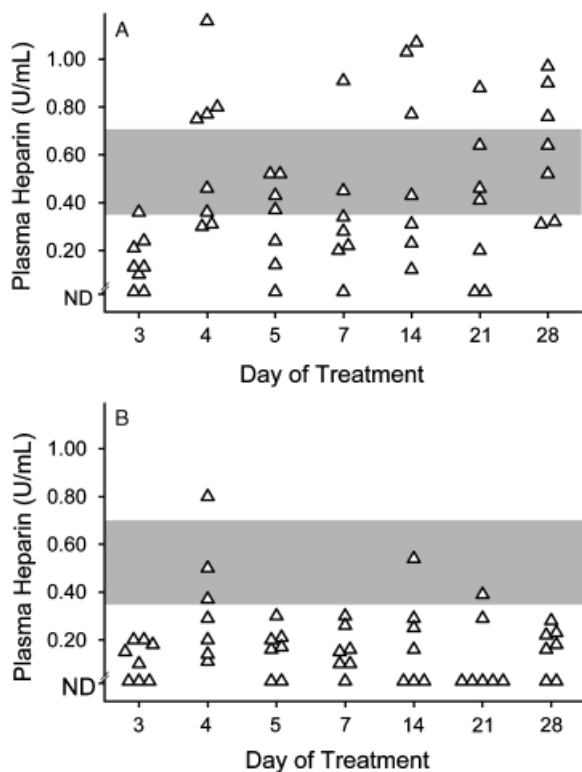 A
Plasma Heparin (U/mL)
1.00
0.80
0.60
0.40
0.20
ND
3 4 5 7 14 21 28
Day of Treatment
B
Plasma Heparin (U/mL)
1.00
0.80
0.60
0.40
0.20
ND
3 4 5 7 14 21 28
Day of Treatment